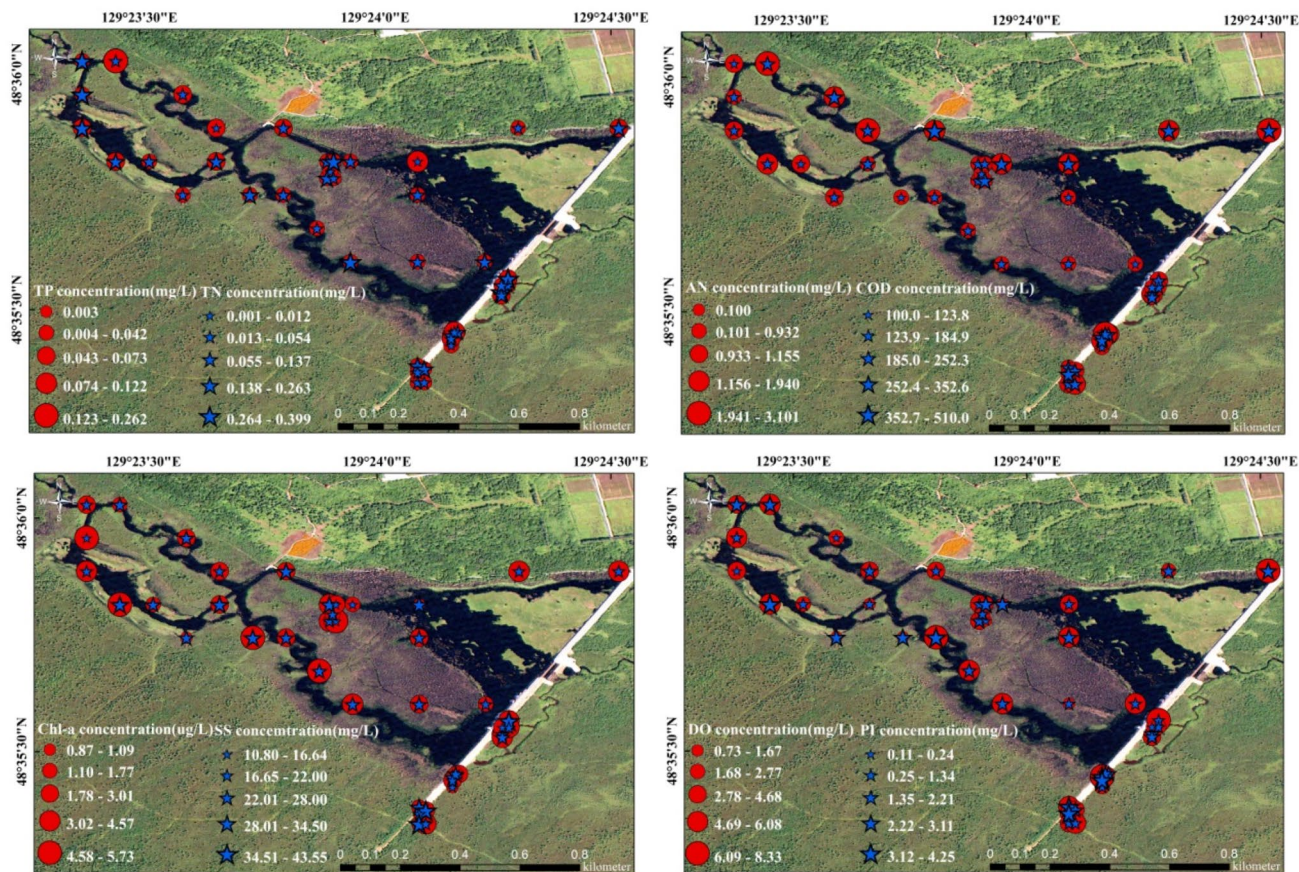 129°23'30"E 129°24'0"E 129°24'30"E
48°36'0"N
48°35'30"N
TP concentration(mg/L) TN concentration(mg/L)
0.003 0.001 - 0.012
0.004 - 0.042 0.013 - 0.054
0.043 - 0.073 0.055 - 0.137
0.074 - 0.122 0.138 - 0.263
0.123 - 0.262 0.264 - 0.399
0 0.1 0.2 0.4 0.6 0.8
kilometer
129°23'30"E 129°24'0"E 129°24'30"E
48°36'0"N
48°35'30"N
AN concentration(mg/L) COD concentration(mg/L)
0.100 100.0 - 123.8
0.101 - 0.932 123.9 - 184.9
0.933 - 1.155 185.0 - 252.3
1.156 - 1.940 252.4 - 352.6
1.941 - 3.101 352.7 - 510.0
0 0.1 0.2 0.4 0.6 0.8
kilometer
129°23'30"E 129°24'0"E 129°24'30"E
48°36'0"N
48°35'30"N
Chl-a concentration(ug/L) SS concemtration(mg/L)
0.87 - 1.09 10.80 - 16.64
1.10 - 1.77 16.65 - 22.00
1.78 - 3.01 22.01 - 28.00
3.02 - 4.57 28.01 - 34.50
4.58 - 5.73 34.51 - 43.55
0 0.1 0.2 0.4 0.6 0.8
kilometer
129°23'30"E 129°24'0"E 129°24'30"E
48°36'0"N
48°35'30"N
DO concentration(mg/L) PI concentration(mg/L)
0.73 - 1.67 0.11 - 0.24
1.68 - 2.77 0.25 - 1.34
2.78 - 4.68 1.35 - 2.21
4.69 - 6.08 2.22 - 3.11
6.09 - 8.33 3.12 - 4.25
0 0.1 0.2 0.4 0.6 0.8
kilometer